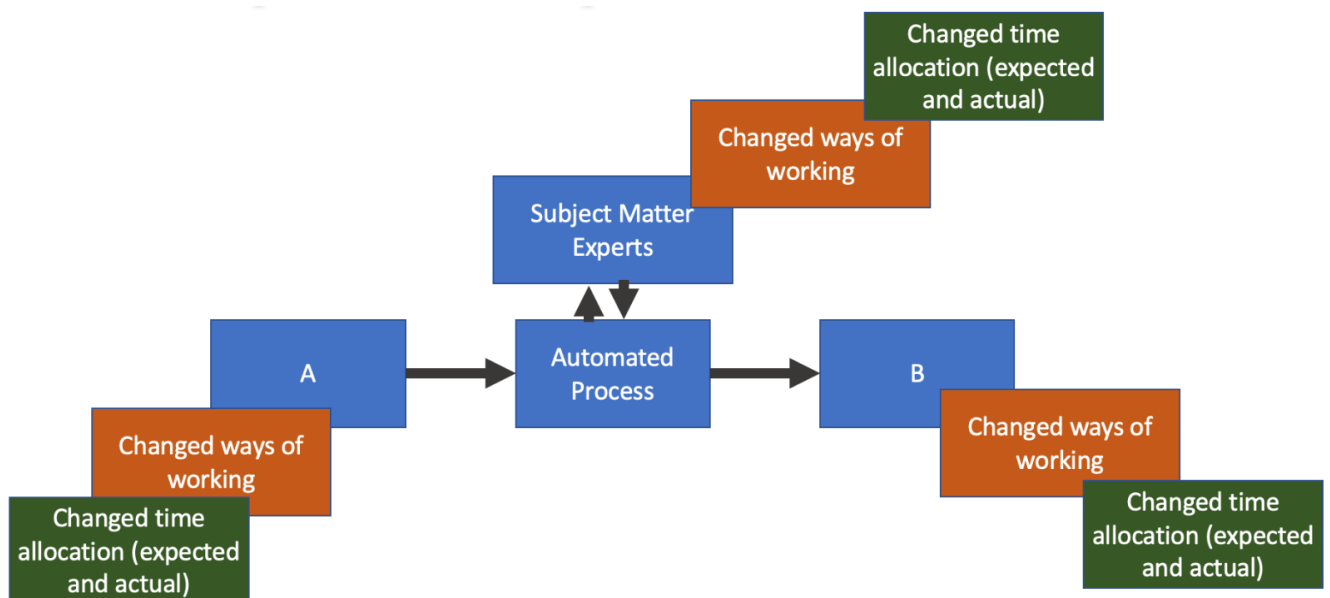 Changed time
allocation (expected
and actual)
Changed ways of
working
Subject Matter
Experts
A
Automated
Process
B
Changed ways of
working
Changed time
allocation (expected
and actual)
Changed ways of
working
Changed time
allocation (expected
and actual)